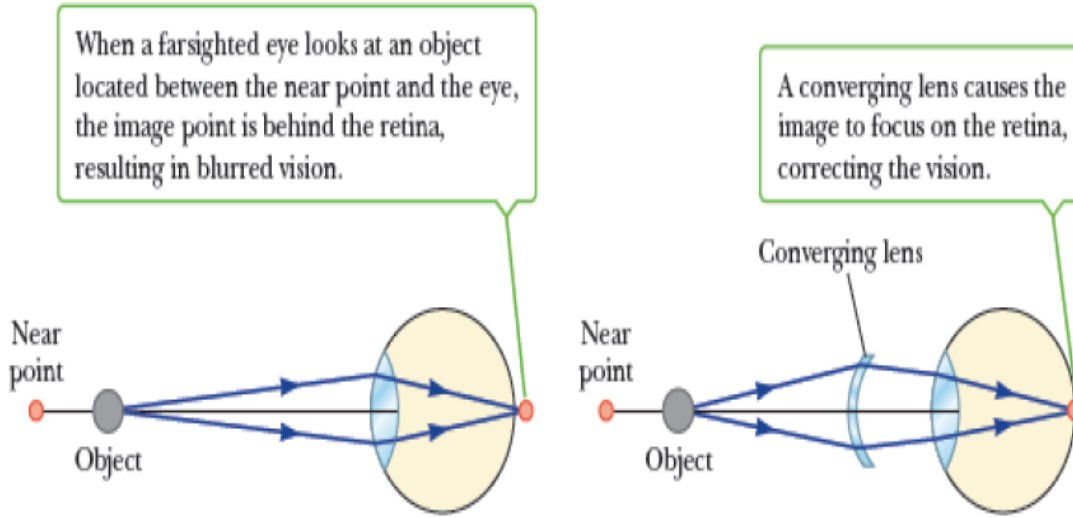 When a farsighted eye looks at an object
located between the near point and the eye,
the image point is behind the retina,
resulting in blurred vision.
Near
point
Object
A converging lens causes the
image to focus on the retina,
correcting the vision.
Converging lens
Near
point
Object